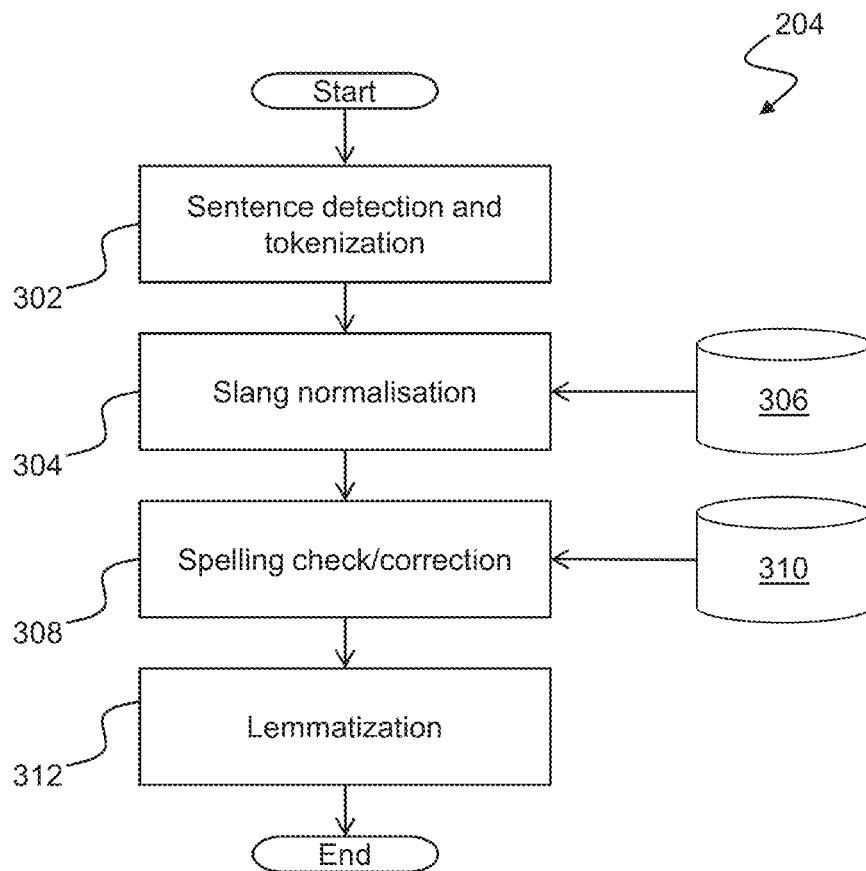 204
Start
Sentence detection and
tokenization
302
Slang normalisation
306
304
Spelling check/correction
310
308
Lemmatization
312
End